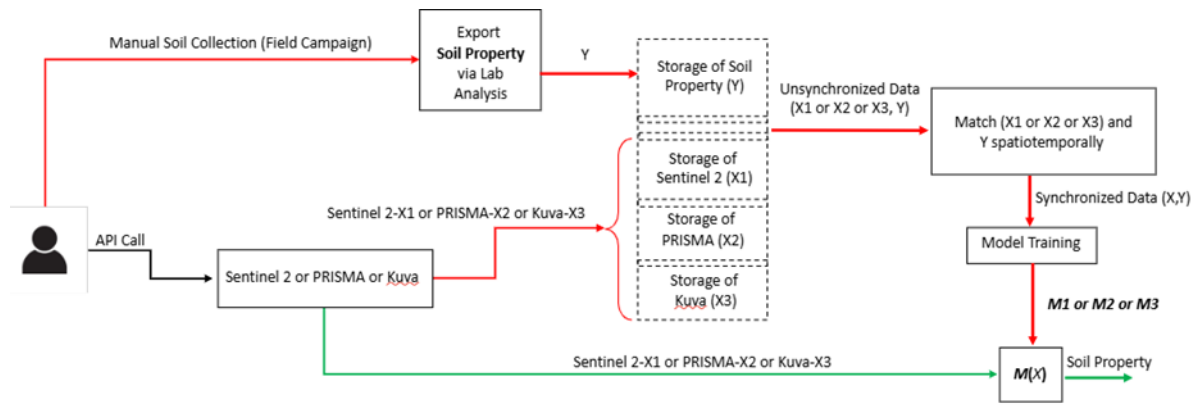 Manual Soil Collection (Field Campaign)
Export
Soil Property
via Lab
Analysis
Y
Storage of Soil
Property (Y)
Unsynchronized Data
(X1 or X2 or X3, Y)
Match (X1 or X2 or X3) and
Y spatiotemporally
Storage of
Sentinel 2 (X1)
Synchronized Data (X,Y)
Sentinel 2-X1 or PRISMA-X2 or Kuva-X3
API Call
Storage of
PRISMA (X2)
Model Training
Sentinel 2 or PRISMA or Kuva
Storage of
Kuva (X3)
M1 or M2 or M3
Sentinel 2-X1 or PRISMA-X2 or Kuva-X3
M(X)
Soil Property